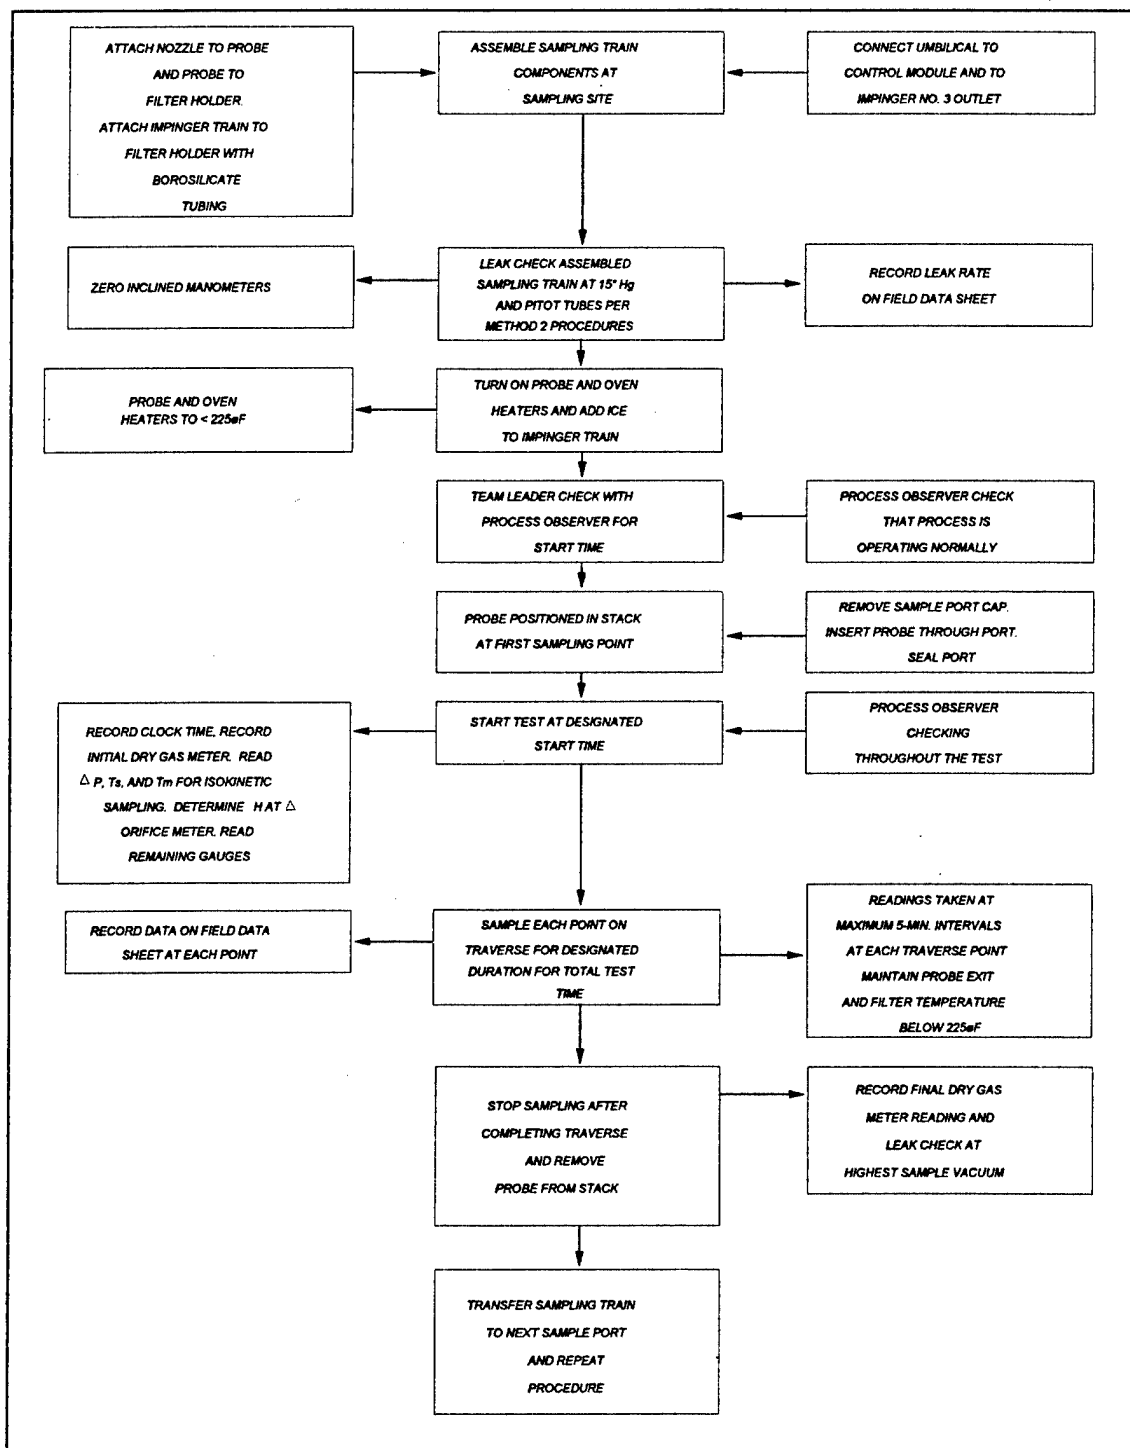 ATTACH NOZZLE TO PROBE
AND PROBE TO
FILTER HOLDER.
ATTACH IMPINGER TRAIN TO
FILTER HOLDER WITH
BOROSILICATE
TUBING
ASSEMBLE SAMPLING TRAIN
COMPONENTS AT
SAMPLING SITE
CONNECT UMBILICAL TO
CONTROL MODULE AND TO
IMPINGER NO. 3 OUTLET
ZERO INCLINED MANOMETERS
LEAK CHECK ASSEMBLED
SAMPLING TRAIN AT 15" Hg
AND PITOT TUBES PER
METHOD 2 PROCEDURES
RECORD LEAK RATE
ON FIELD DATA SHEET
PROBE AND OVEN
HEATERS TO < 225øF
TURN ON PROBE AND OVEN
HEATERS AND ADD ICE
TO IMPINGER TRAIN
TEAM LEADER CHECK WITH
PROCESS OBSERVER FOR
START TIME
PROCESS OBSERVER CHECK
THAT PROCESS IS
OPERATING NORMALLY
PROBE POSITIONED IN STACK
AT FIRST SAMPLING POINT
REMOVE SAMPLE PORT CAP.
INSERT PROBE THROUGH PORT.
SEAL PORT
RECORD CLOCK TIME. RECORD
INITIAL DRY GAS METER. READ
△ P, Ts, AND Tm FOR ISOKINETIC
SAMPLING. DETERMINE H AT △
ORIFICE METER. READ
REMAINING GAUGES
START TEST AT DESIGNATED
START TIME
PROCESS OBSERVER
CHECKING
THROUGHOUT THE TEST
RECORD DATA ON FIELD DATA
SHEET AT EACH POINT
SAMPLE EACH POINT ON
TRAVERSE FOR DESIGNATED
DURATION FOR TOTAL TEST
TIME
READINGS TAKEN AT
MAXIMUM 5-MIN. INTERVALS
AT EACH TRAVERSE POINT
MAINTAIN PROBE EXIT
AND FILTER TEMPERATURE
BELOW 225øF
STOP SAMPLING AFTER
COMPLETING TRAVERSE
AND REMOVE
PROBE FROM STACK
RECORD FINAL DRY GAS
METER READING AND
LEAK CHECK AT
HIGHEST SAMPLE VACUUM
TRANSFER SAMPLING TRAIN
TO NEXT SAMPLE PORT
AND REPEAT
PROCEDURE